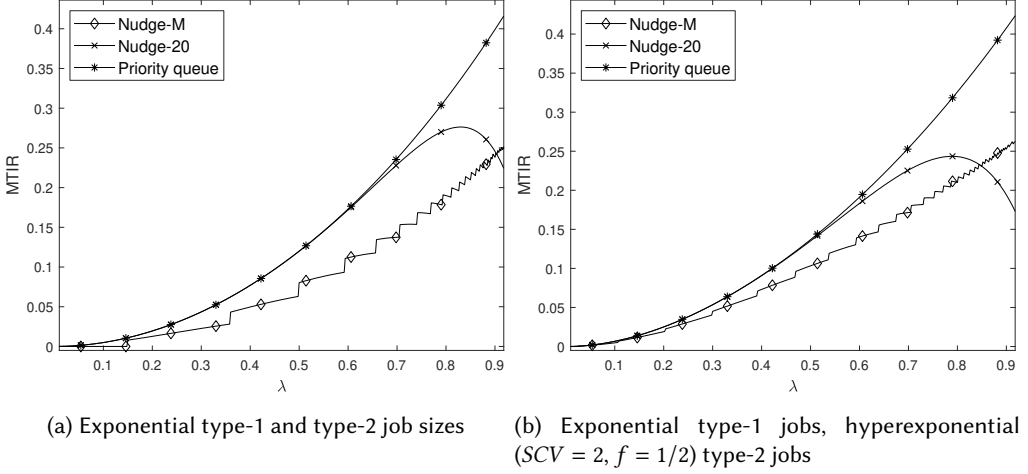 Nudge-M
Nudge-20
Priority queue
0.4
0.35
0.3
0.25
0.2
0.15
0.1
0.05
0
MTIR
0.1 0.2 0.3 0.4 0.5 0.6 0.7 0.8 0.9
λ
(a) Exponential type-1 and type-2 job sizes
Nudge-M
Nudge-20
Priority queue
0.4
0.35
0.3
0.25
0.2
0.15
0.1
0.05
0
MTIR
0.1 0.2 0.3 0.4 0.5 0.6 0.7 0.8 0.9
λ
(b) Exponential type-1 jobs, hyperexponential
(SCV = 2, f = 1/2) type-2 jobs